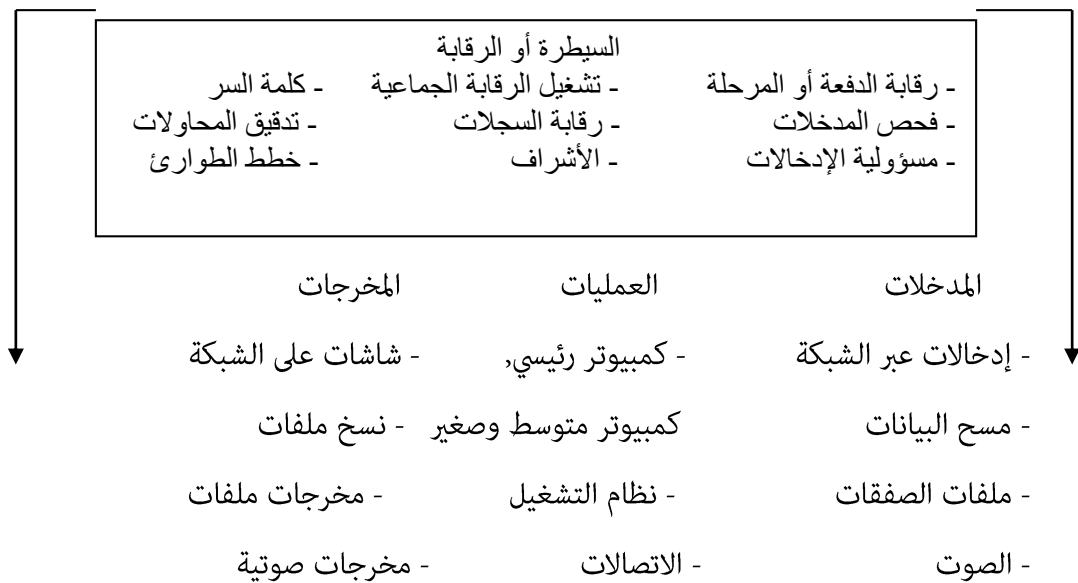 السيطرة أو الرقابة
- رقابة الدفعة أو المرحلة - تشغيل الرقابة الجماعية - كلمة السر
- فحص المدخلات - رقابة السجلات - تدقيق المحاولات
- مسؤولية الإدخالات - الأشراف - خطط الطوارئ
المدخلات العمليات المخرجات
- إدخالات عبر الشبكة - كمبيوتر رئيسي, - شاشات على الشبكة
- مسح البيانات كمبيوتر متوسط وصغير - نسخ ملفات
- ملفات الصفقات - نظام التشغيل - مخرجات ملفات
- الصوت - الاتصالات - مخرجات صوتية